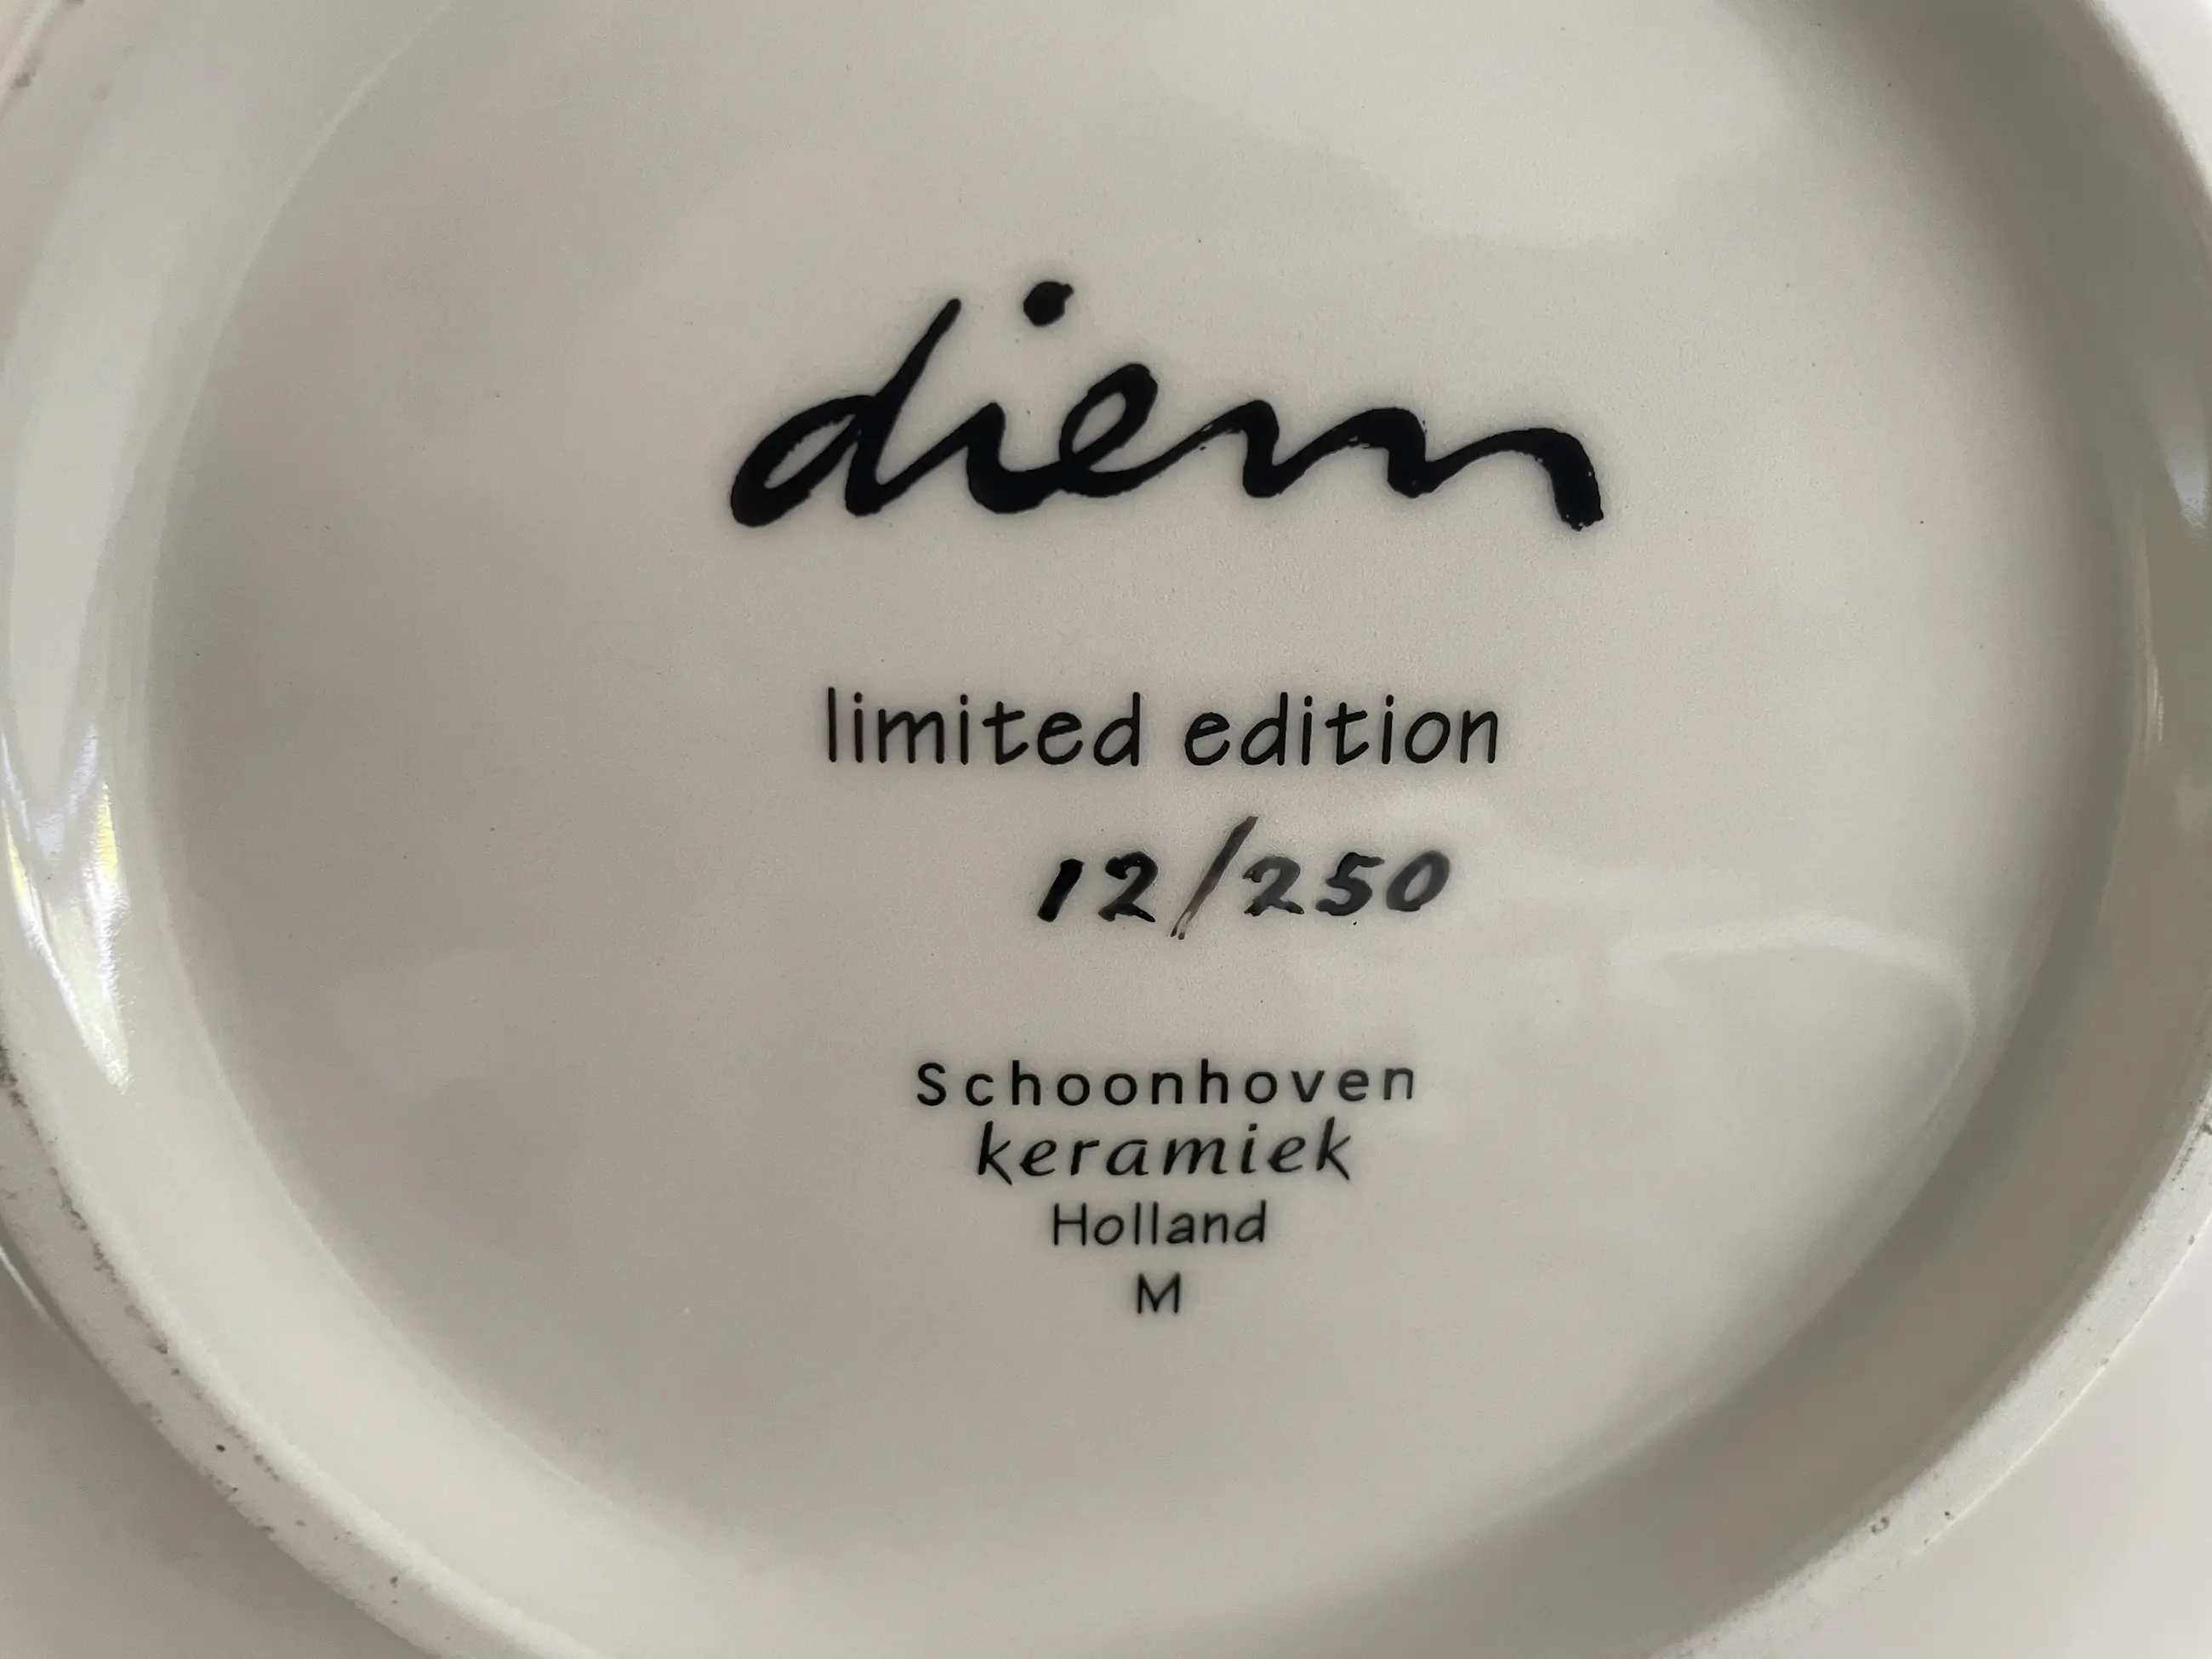 diem
limited edition
12/250
Schoonhoven
keramiek
Holland
M